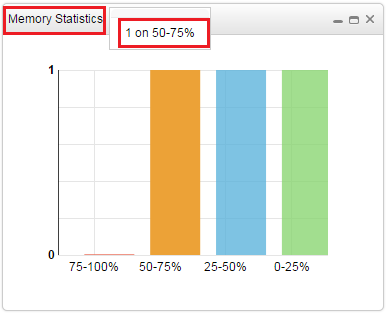 Memory Statistics
1 on 50-75%
1
0
75-100% 50-75% 25-50% 0-25%